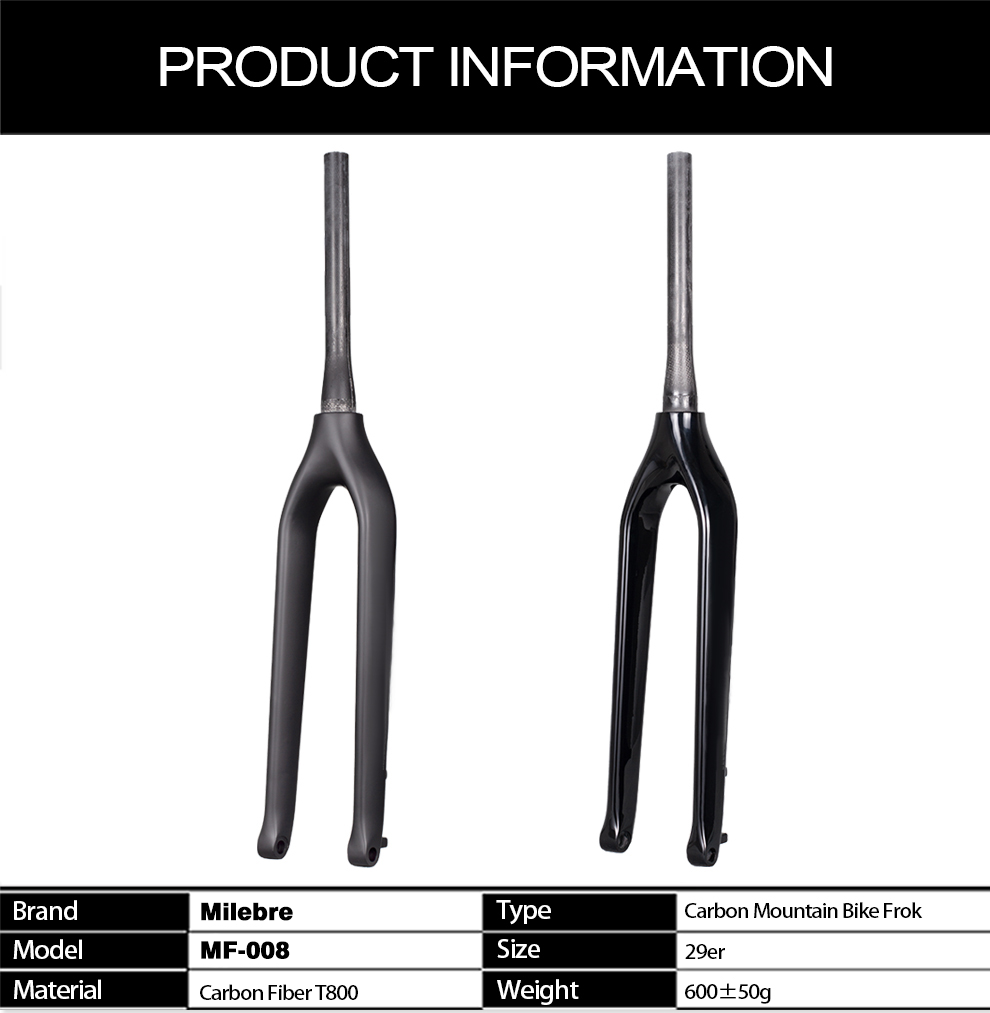 PRODUCT INFORMATION
Brand Milebre Type Carbon Mountain Bike Frok
Model MF-008 Size 29er
Material Carbon Fiber T800 Weight 600±50g